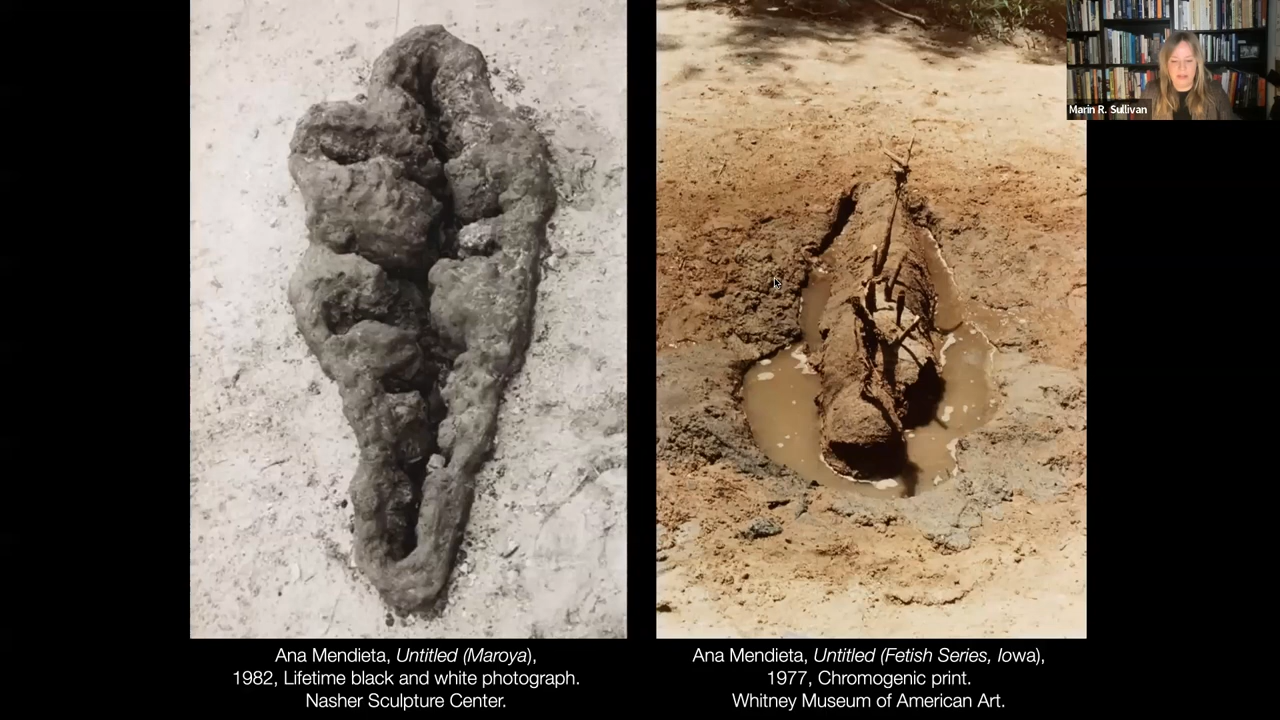 Marin R. Sullivan
Ana Mendieta, Untitled (Maroya),
1982, Lifetime black and white photograph.
Nasher Sculpture Center.
Ana Mendieta, Untitled (Fetish Series, Iowa),
1977, Chromogenic print.
Whitney Museum of American Art.